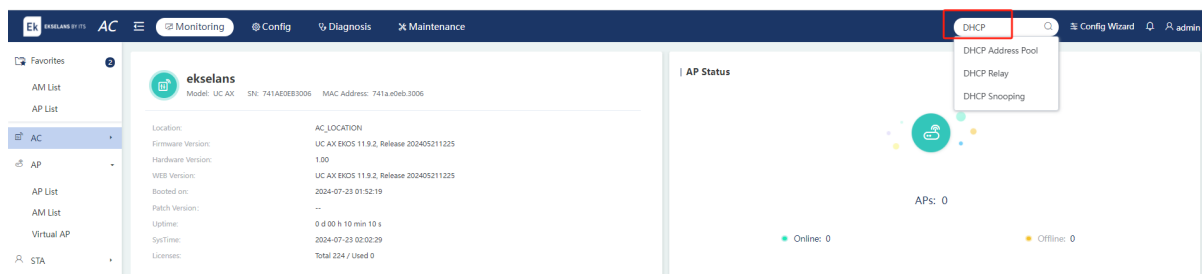 Ek EKSELANS BY ITS AC Monitoring Config Diagnosis Maintenance DHCP Config Wizard admin
DHCP Address Pool
DHCP Relay
DHCP Snooping
Favorites 2
AM List
AP List
AC
AP
AP List
AM List
Virtual AP
STA
ekselans
Model: UC AX SN: 741AE0EB3006 MAC Address: 741a.e0eb.3006
Location: AC_LOCATION
Firmware Version: UC AX EKOS 11.9.2, Release 202405211225
Hardware Version: 1.00
WEB Version: UC AX EKOS 11.9.2, Release 202405211225
Booted on: 2024-07-23 01:52:19
Patch Version: --
Uptime: 0 d 00 h 10 min 10 s
SysTime: 2024-07-23 02:02:29
Licenses: Total 224 / Used 0
AP Status
APs: 0
Online: 0 Offline: 0